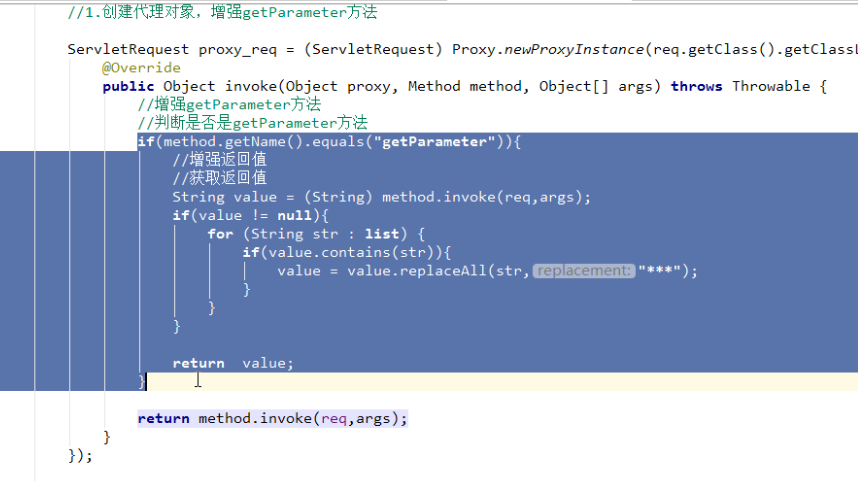 //1.创建代理对象，增强getParameter方法
ServletRequest proxy_req = (ServletRequest) Proxy.newProxyInstance(req.getClass().getClassL
@Override
public Object invoke(Object proxy, Method method, Object[] args) throws Throwable {
//增强getParameter方法
//判断是否是getParameter方法
if(method.getName().equals("getParameter")){
//增强返回值
//获取返回值
String value = (String) method.invoke(req,args);
if(value != null){
for (String str : list) {
if(value.contains(str)){
value = value.replaceAll(str, replacement: "***");
}
}
}
return  value;
}
return method.invoke(req,args);
}
});